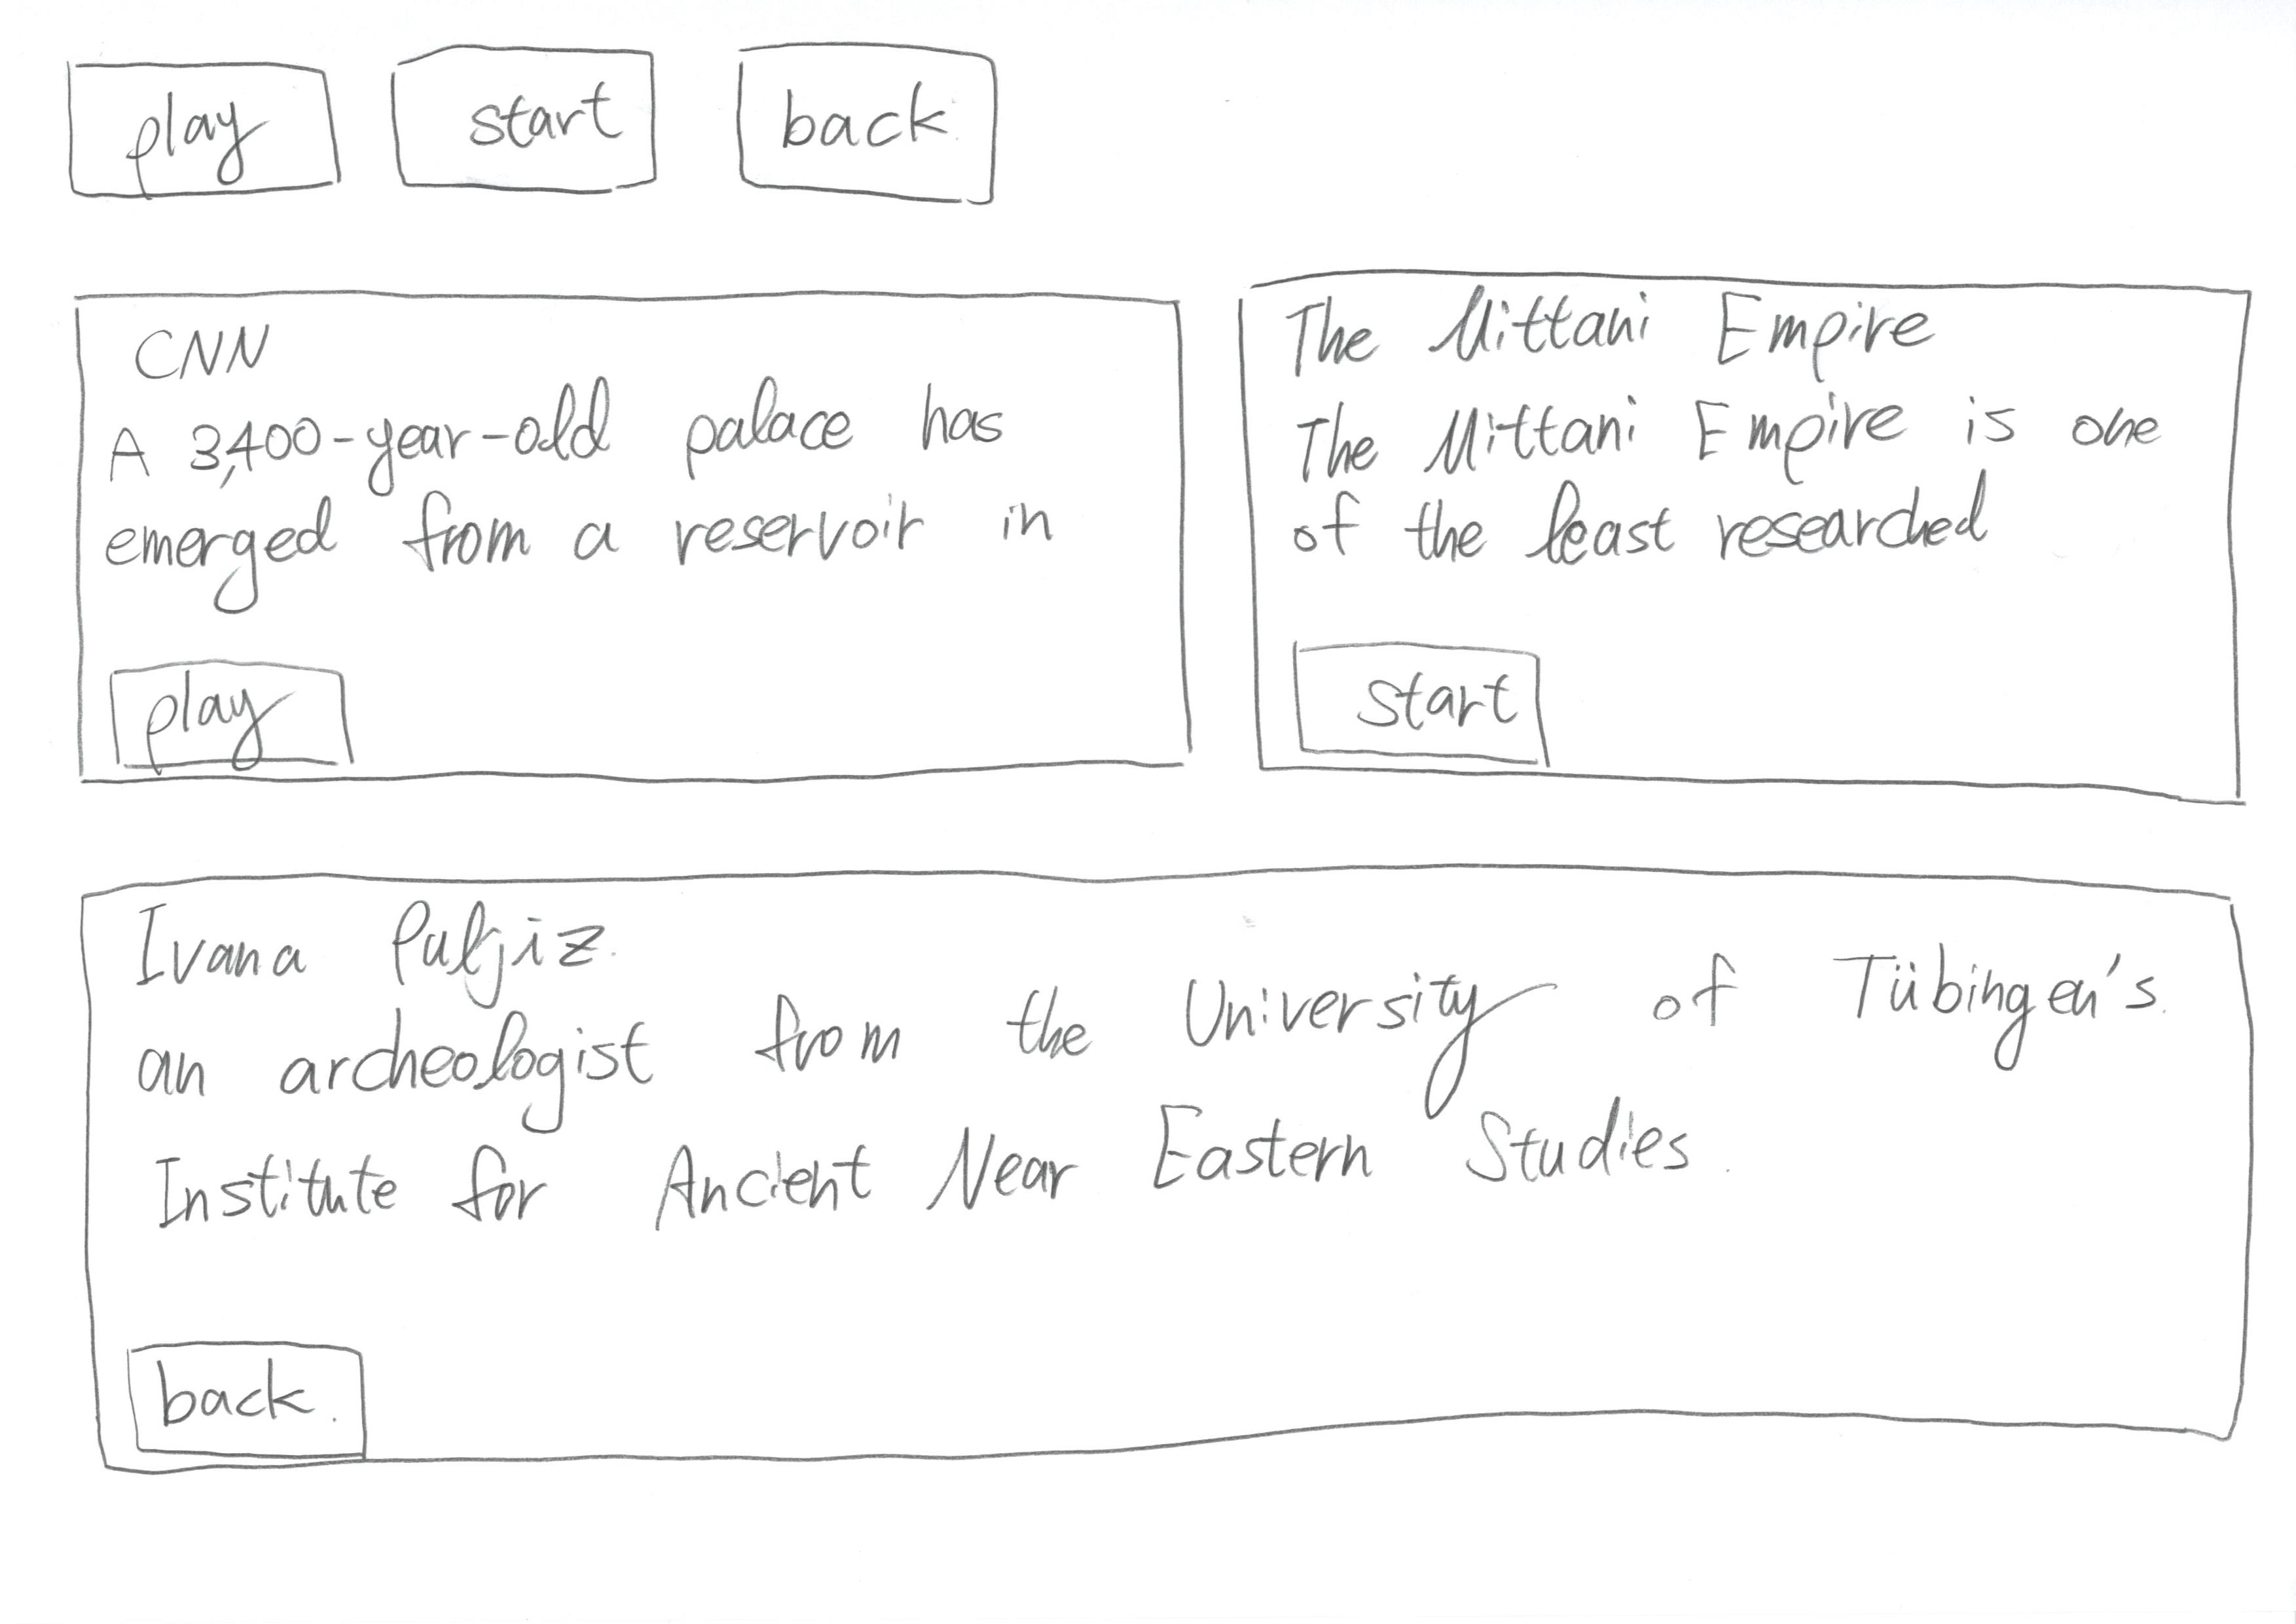 play start back
CNN
A 3,400-year-old palace has
emerged from a reservoir in
play
The Mittani Empire
The Mittani Empire is one
of the least researched
start
Ivana Puljiz
an archeologist from the University of Tübingen's
Institute for Ancient Near Eastern Studies
back